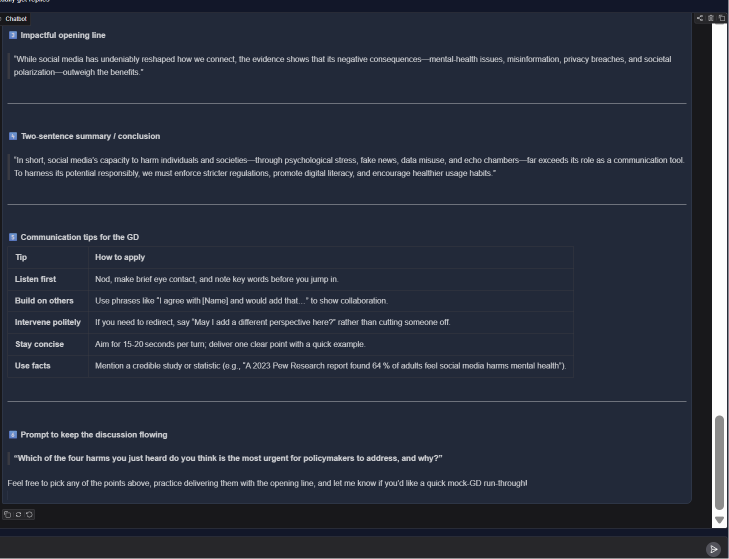 Chatbot
3 Impactful opening line
"While social media has undeniably reshaped how we connect, the evidence shows that its negative consequences—mental-health issues, misinformation, privacy breaches, and societal
polarization—outweigh the benefits."
4 Two-sentence summary / conclusion
"In short, social media's capacity to harm individuals and societies—through psychological stress, fake news, data misuse, and echo chambers—far exceeds its role as a communication tool.
To harness its potential responsibly, we must enforce stricter regulations, promote digital literacy, and encourage healthier usage habits."
5 Communication tips for the GD
Tip How to apply
Listen first Nod, make brief eye contact, and note key words before you jump in.
Build on others Use phrases like "I agree with [Name] and would add that…" to show collaboration.
Intervene politely If you need to redirect, say "May I add a different perspective here?" rather than cutting someone off.
Stay concise Aim for 15-20 seconds per turn; deliver one clear point with a quick example.
Use facts Mention a credible study or statistic (e.g., "A 2023 Pew Research report found 64 % of adults feel social media harms mental health").
6 Prompt to keep the discussion flowing
"Which of the four harms you just heard do you think is the most urgent for policymakers to address, and why?"
Feel free to pick any of the points above, practice delivering them with the opening line, and let me know if you'd like a quick mock-GD run-through!